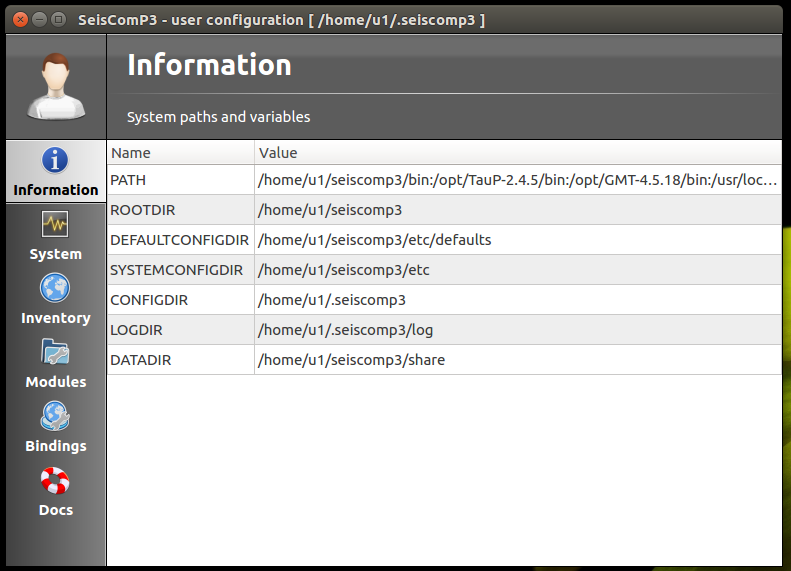 SeisComP3 - user configuration [ /home/u1/.seiscomp3 ]
Information
System paths and variables
Information
System
Inventory
Modules
Bindings
Docs
Name Value
PATH /home/u1/seiscomp3/bin:/opt/TauP-2.4.5/bin:/opt/GMT-4.5.18/bin:/usr/loc...
ROOTDIR /home/u1/seiscomp3
DEFAULTCONFIGDIR /home/u1/seiscomp3/etc/defaults
SYSTEMCONFIGDIR /home/u1/seiscomp3/etc
CONFIGDIR /home/u1/.seiscomp3
LOGDIR /home/u1/.seiscomp3/log
DATADIR /home/u1/seiscomp3/share